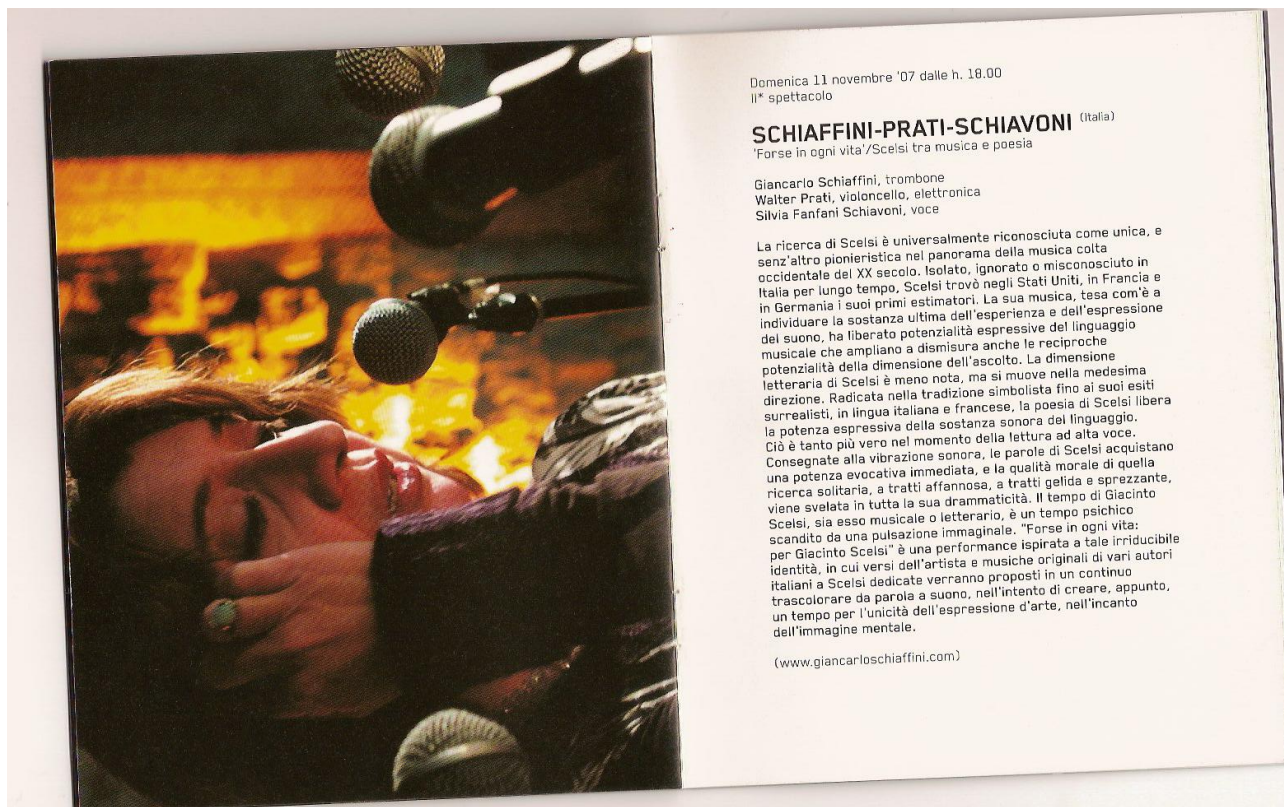 Domenica 11 novembre '07 dalle h. 18.00
II* spettacolo
SCHIAFFINI-PRATI-SCHIAVONI (Italia)
'Forse in ogni vita'/Scelsi tra musica e poesia
Giancarlo Schiaffini, trombone
Walter Prati, violoncello, elettronica
Silvia Fanfani Schiavoni, voce
La ricerca di Scelsi è universalmente riconosciuta come unica, e
senz'altro pionieristica nel panorama della musica colta
occidentale del XX secolo. Isolato, ignorato o misconosciuto in
Italia per lungo tempo, Scelsi trovò negli Stati Uniti, in Francia e
in Germania i suoi primi estimatori. La sua musica, tesa com'è a
individuare la sostanza ultima dell'esperienza e dell'espressione
del suono, ha liberato potenzialità espressive del linguaggio
musicale che ampliano a dismisura anche le reciproche
potenzialità della dimensione dell'ascolto. La dimensione
letteraria di Scelsi è meno nota, ma si muove nella medesima
direzione. Radicata nella tradizione simbolista fino ai suoi esiti
surrealisti, in lingua italiana e francese, la poesia di Scelsi libera
la potenza espressiva della sostanza sonora del linguaggio.
Ciò è tanto più vero nel momento della lettura ad alta voce.
Consegnate alla vibrazione sonora, le parole di Scelsi acquistano
una potenza evocativa immediata, e la qualità morale di quella
ricerca solitaria, a tratti affannosa, a tratti gelida e sprezzante,
viene svelata in tutta la sua drammaticità. Il tempo di Giacinto
Scelsi, sia esso musicale o letterario, è un tempo psichico
scandito da una pulsazione immaginale. "Forse in ogni vita:
per Giacinto Scelsi" è una performance ispirata a tale irriducibile
identità, in cui versi dell'artista e musiche originali di vari autori
italiani a Scelsi dedicate verranno proposti in un continuo
trascolorare da parola a suono, nell'intento di creare, appunto,
un tempo per l'unicità dell'espressione d'arte, nell'incanto
dell'immagine mentale.
(www.giancarloschiaffini.com)